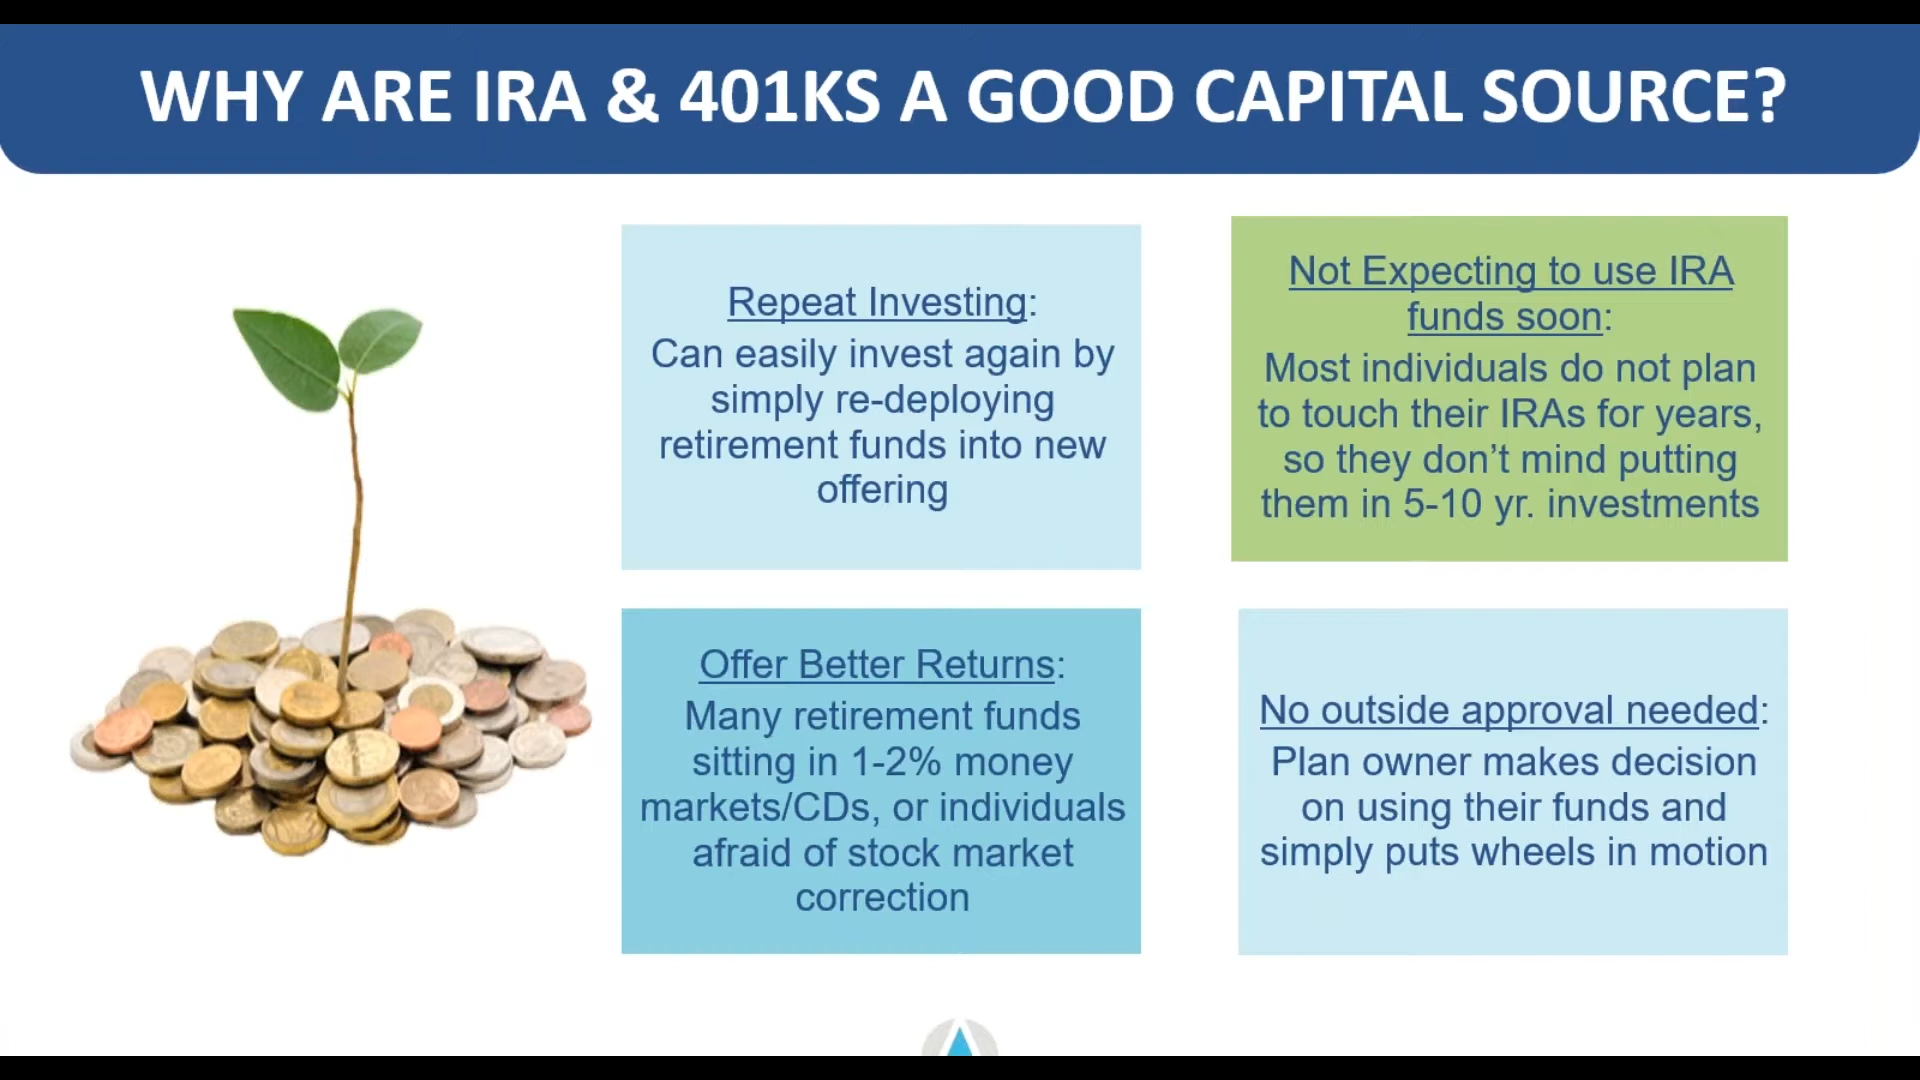 WHY ARE IRA & 401KS A GOOD CAPITAL SOURCE?
Repeat Investing:
Can easily invest again by
simply re-deploying
retirement funds into new
offering
Not Expecting to use IRA
funds soon:
Most individuals do not plan
to touch their IRAs for years,
so they don’t mind putting
them in 5-10 yr. investments
Offer Better Returns:
Many retirement funds
sitting in 1-2% money
markets/CDs, or individuals
afraid of stock market
correction
No outside approval needed:
Plan owner makes decision
on using their funds and
simply puts wheels in motion